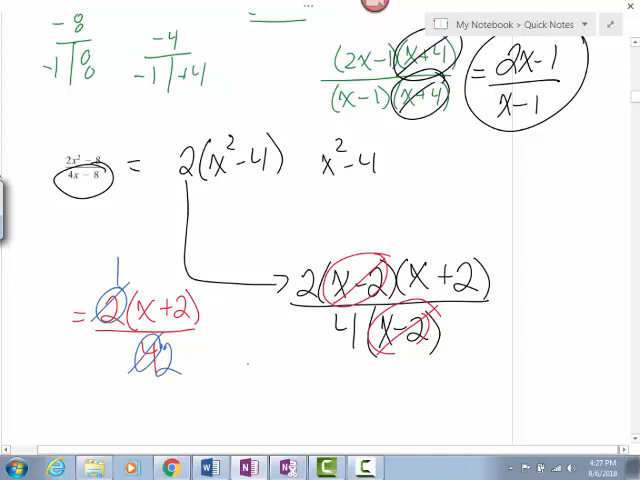 My Notebook > Quick Notes
-8
-1 | 8
-4
-1 | +4
(2x-1)(x+4)
(x-1)(x+4)
= 2x-1
x-1
2x² - 8
4x - 8
= 2(x²-4) x²-4
2(x-2)(x+2)
4(x-2)
1
= 2(x+2)
4 2
4:27 PM
8/6/2018